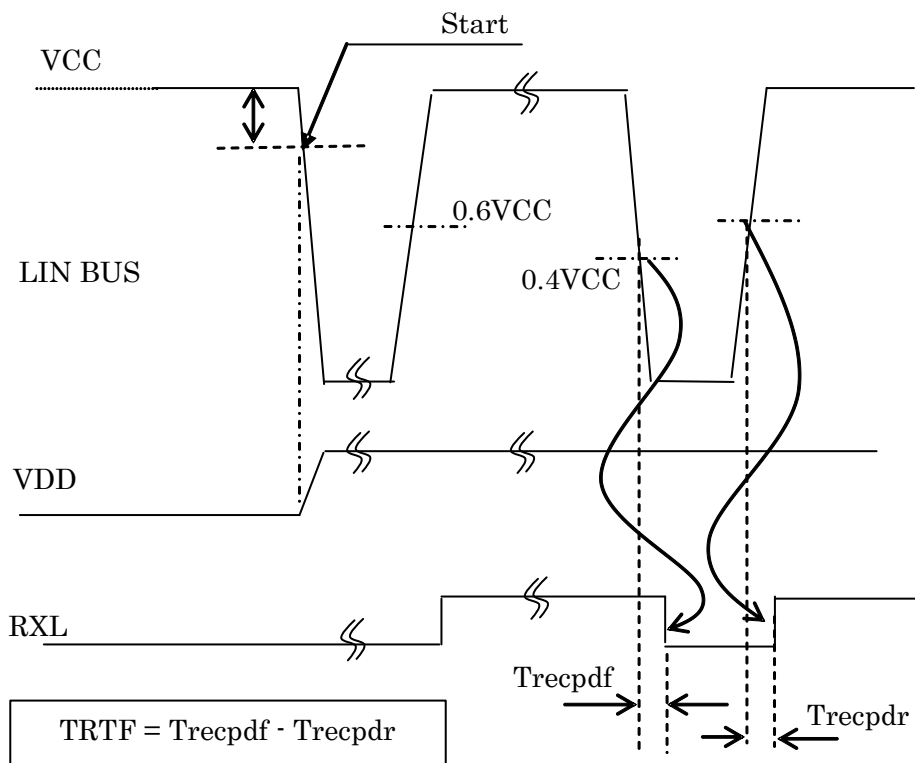 Start
VCC
0.6VCC
LIN BUS
0.4VCC
VDD
RXL
Trecpdf
Trecpdr
TRTF = Trecpdf - Trecpdr